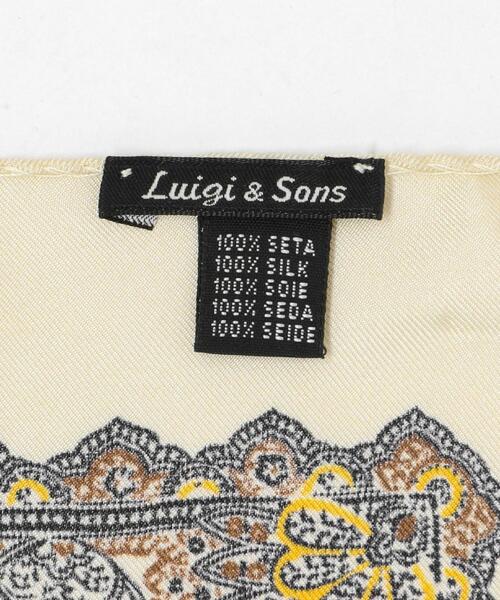 Luigi & Sons
100% SETA
100% SILK
100% SOIE
100% SEDA
100% SEIDE